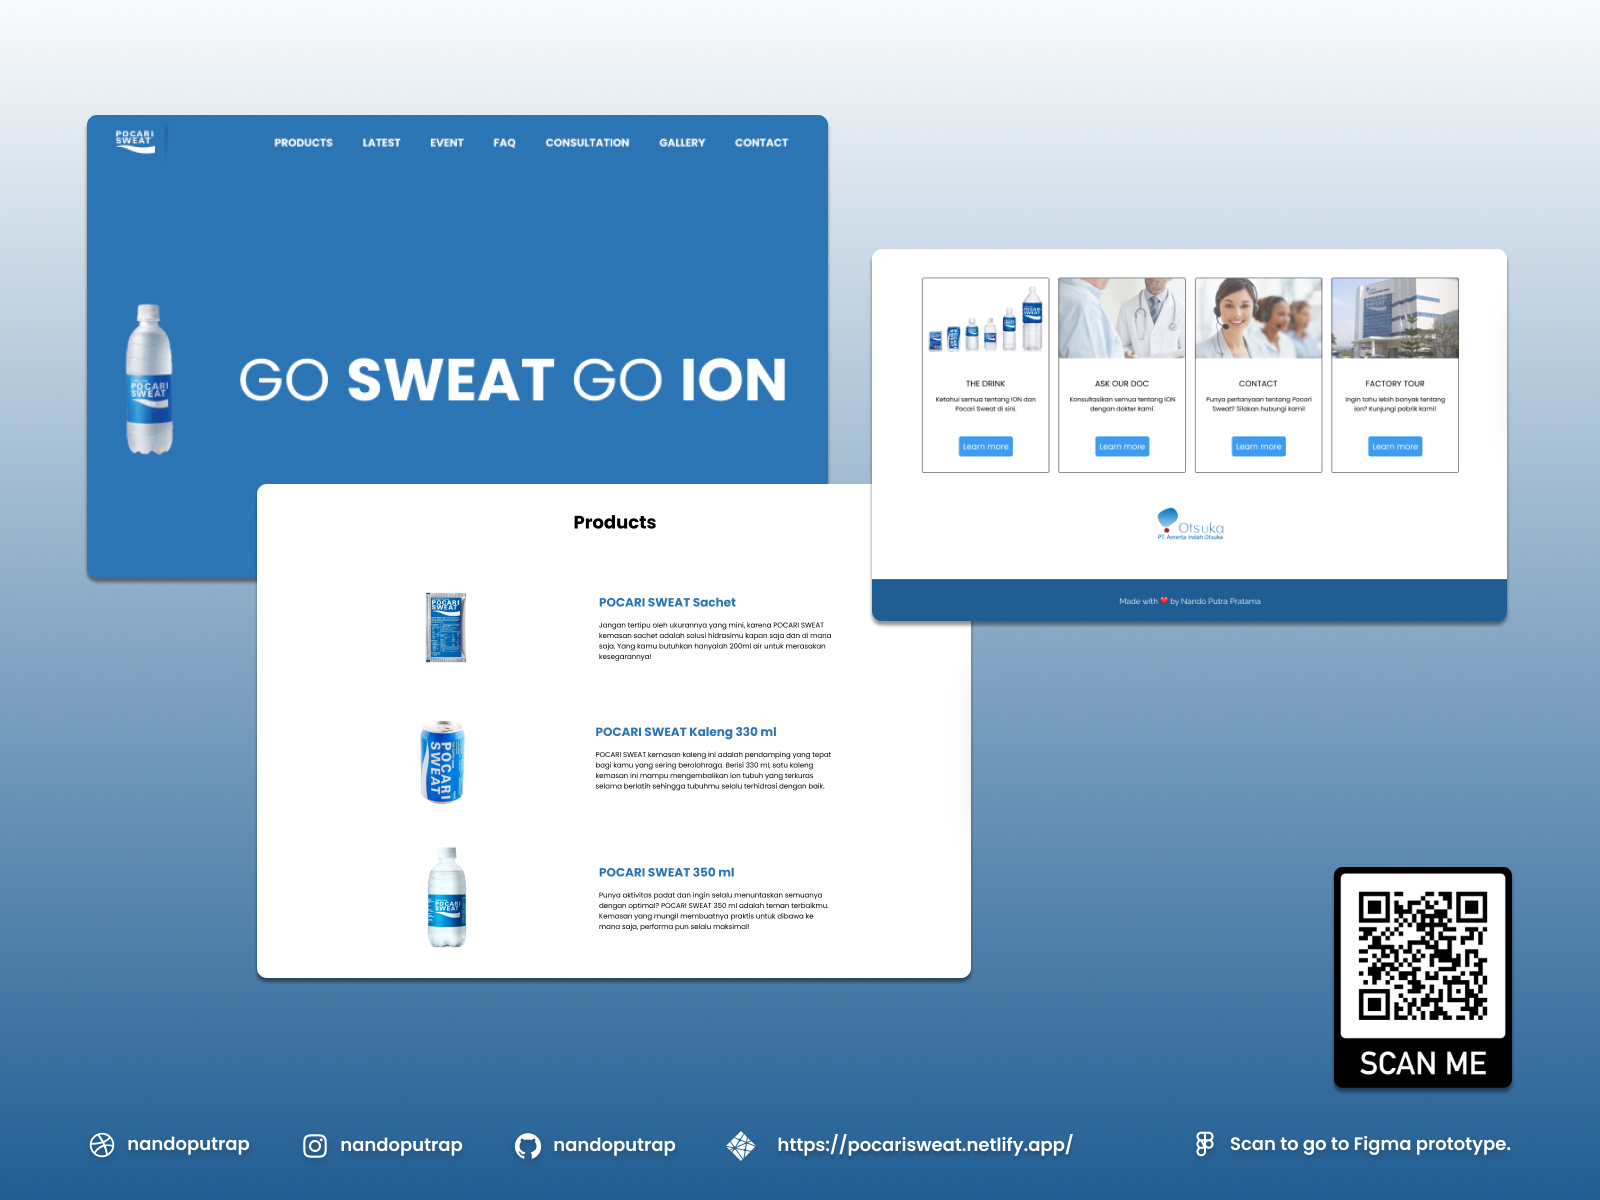 POCARI
SWEAT
PRODUCTS LATEST EVENT FAQ CONSULTATION GALLERY CONTACT
POCARI
SWEAT
GO SWEAT GO ION
THE DRINK
Ketahui semua tentang ION dan
Pocari Sweat di sini.
Learn more
ASK OUR DOC
Konsultasikan semua tentang ION
dengan dokter kami.
Learn more
CONTACT
Punya pertanyaan tentang Pocari
Sweat? Silakan hubungi kami!
Learn more
FACTORY TOUR
Ingin tahu lebih banyak tentang
ion? Kunjungi pabrik kami!
Learn more
Otsuka
PT. Amerta Indah Otsuka
Made with ❤️ by Nando Putra Pratama
Products
POCARI
SWEAT
POCARI SWEAT Sachet
Jangan tertipu oleh ukurannya yang mini, karena POCARI SWEAT
kemasan sachet adalah solusi hidrasimu kapan saja dan di mana
saja. Yang kamu butuhkan hanyalah 200ml air untuk merasakan
kesegarannya!
POCARI
SWEAT
POCARI SWEAT Kaleng 330 ml
POCARI SWEAT kemasan kaleng ini adalah pendamping yang tepat
bagi kamu yang sering berolahraga. Berisi 330 ml, satu kaleng
kemasan ini mampu mengembalikan ion tubuh yang terkuras
selama berlatih sehingga tubuhmu selalu terhidrasi dengan baik.
POCARI
SWEAT
POCARI SWEAT 350 ml
Punya aktivitas padat dan ingin selalu menuntaskan semuanya
dengan optimal? POCARI SWEAT 350 ml adalah teman terbaikmu.
Kemasan yang mungil membuatnya praktis untuk dibawa ke
mana saja, performa pun selalu maksimal!
SCAN ME
nandoputrap
nandoputrap
nandoputrap
https://pocarisweat.netlify.app/
Scan to go to Figma prototype.